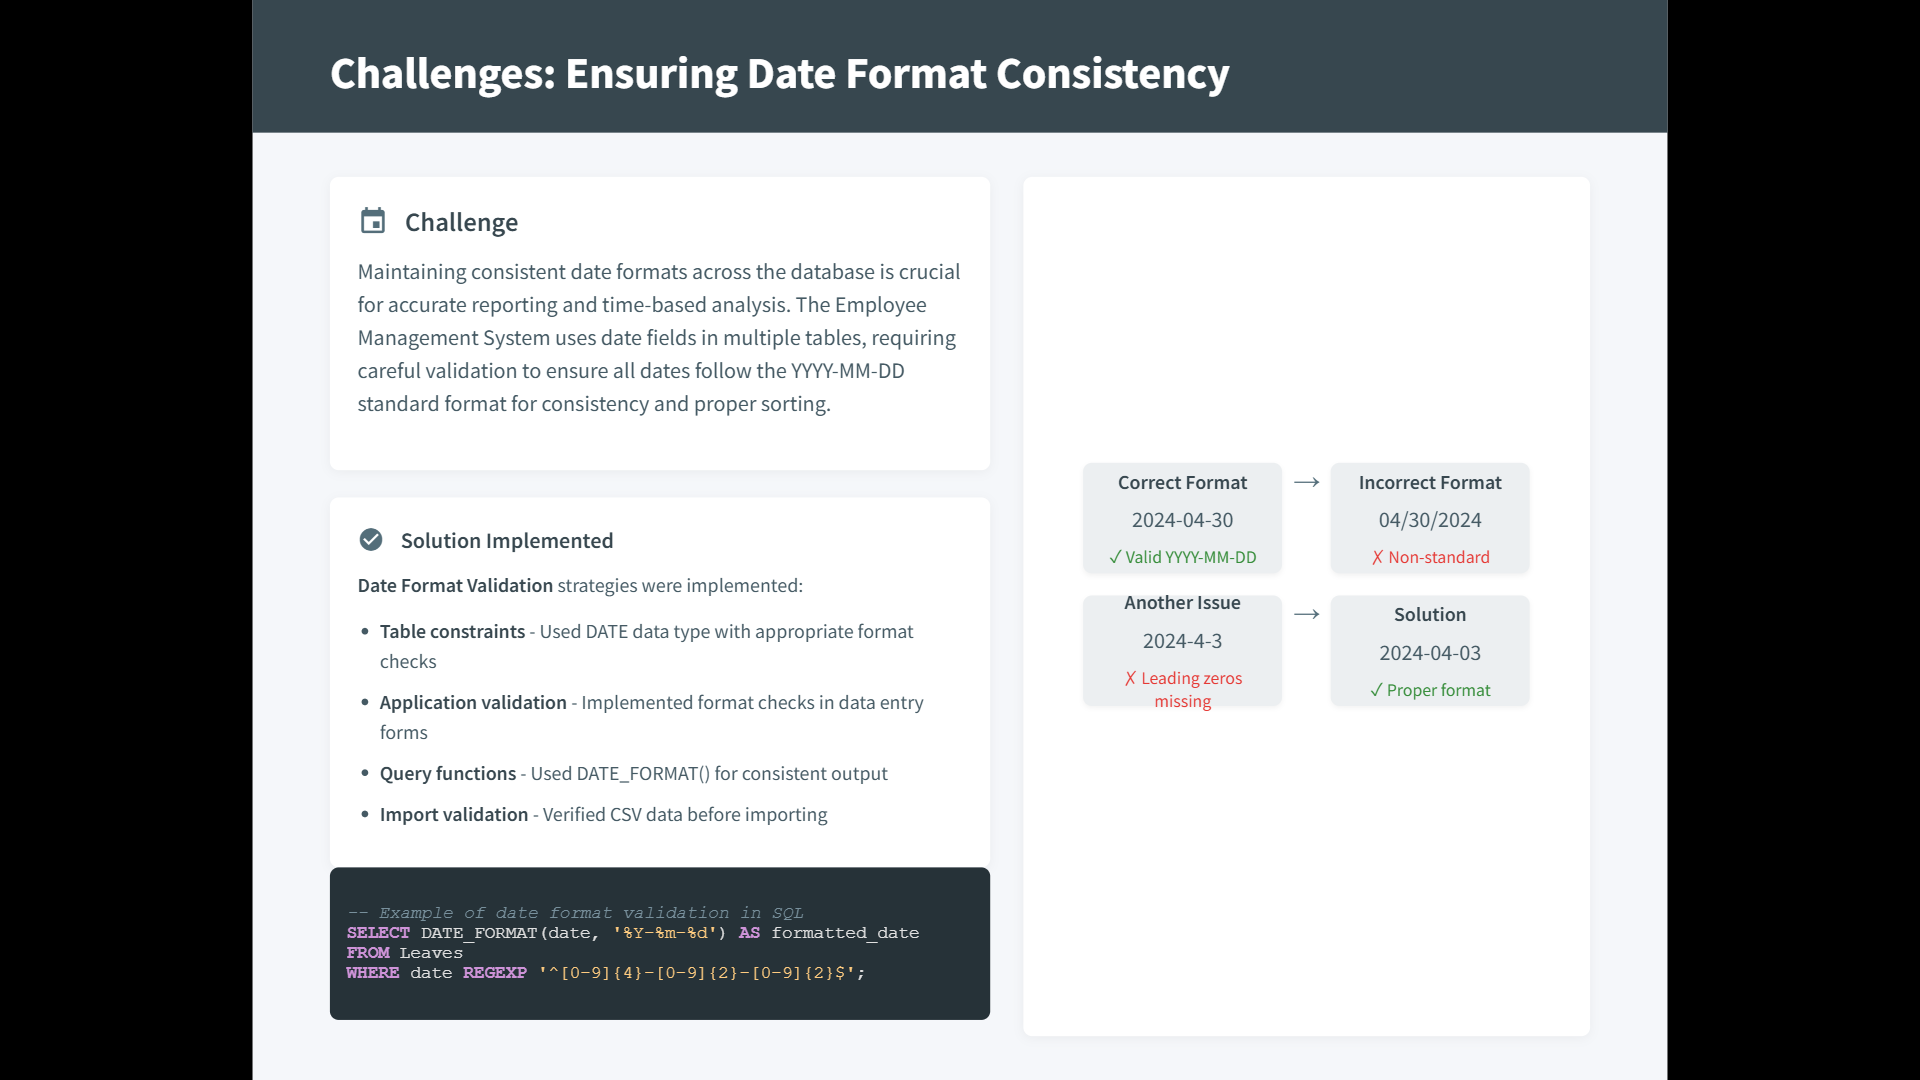 Challenges: Ensuring Date Format Consistency
Challenge
Maintaining consistent date formats across the database is crucial
for accurate reporting and time-based analysis. The Employee
Management System uses date fields in multiple tables, requiring
careful validation to ensure all dates follow the YYYY-MM-DD
standard format for consistency and proper sorting.
Solution Implemented
Date Format Validation strategies were implemented:
• Table constraints - Used DATE data type with appropriate format
checks
• Application validation - Implemented format checks in data entry
forms
• Query functions - Used DATE_FORMAT() for consistent output
• Import validation - Verified CSV data before importing
-- Example of date format validation in SQL
SELECT DATE_FORMAT(date, '%Y-%m-%d') AS formatted_date
FROM Leaves
WHERE date REGEXP '^[0-9]{4}-[0-9]{2}-[0-9]{2}$';
Correct Format
2024-04-30
✓ Valid YYYY-MM-DD
→
Incorrect Format
04/30/2024
✗ Non-standard
Another Issue
2024-4-3
✗ Leading zeros
missing
→
Solution
2024-04-03
✓ Proper format